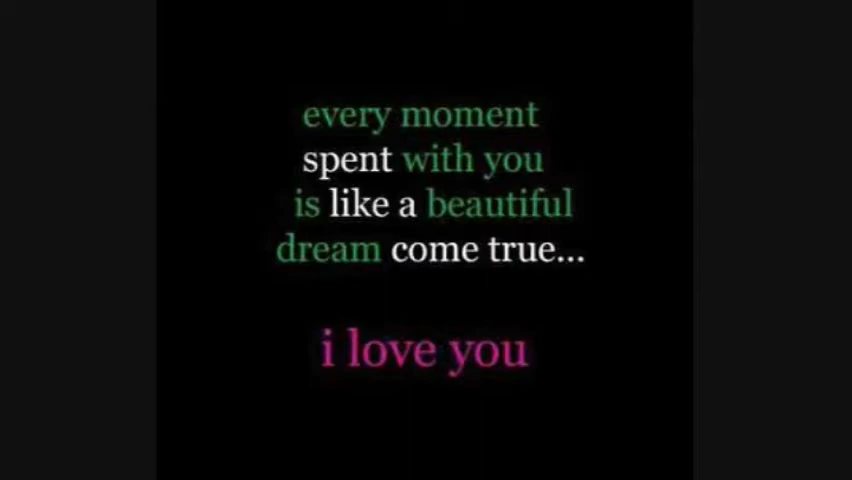 every moment
spent with you
is like a beautiful
dream come true...
i love you